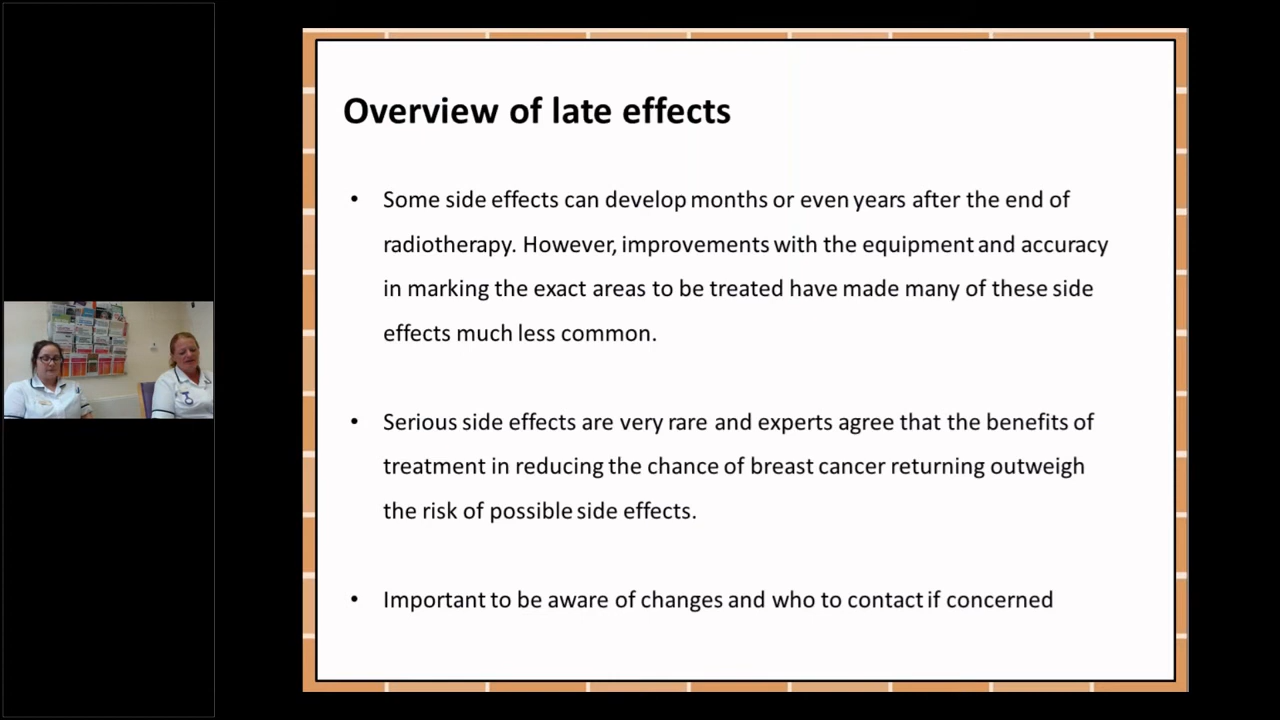 Overview of late effects
• Some side effects can develop months or even years after the end of
radiotherapy. However, improvements with the equipment and accuracy
in marking the exact areas to be treated have made many of these side
effects much less common.
• Serious side effects are very rare and experts agree that the benefits of
treatment in reducing the chance of breast cancer returning outweigh
the risk of possible side effects.
• Important to be aware of changes and who to contact if concerned